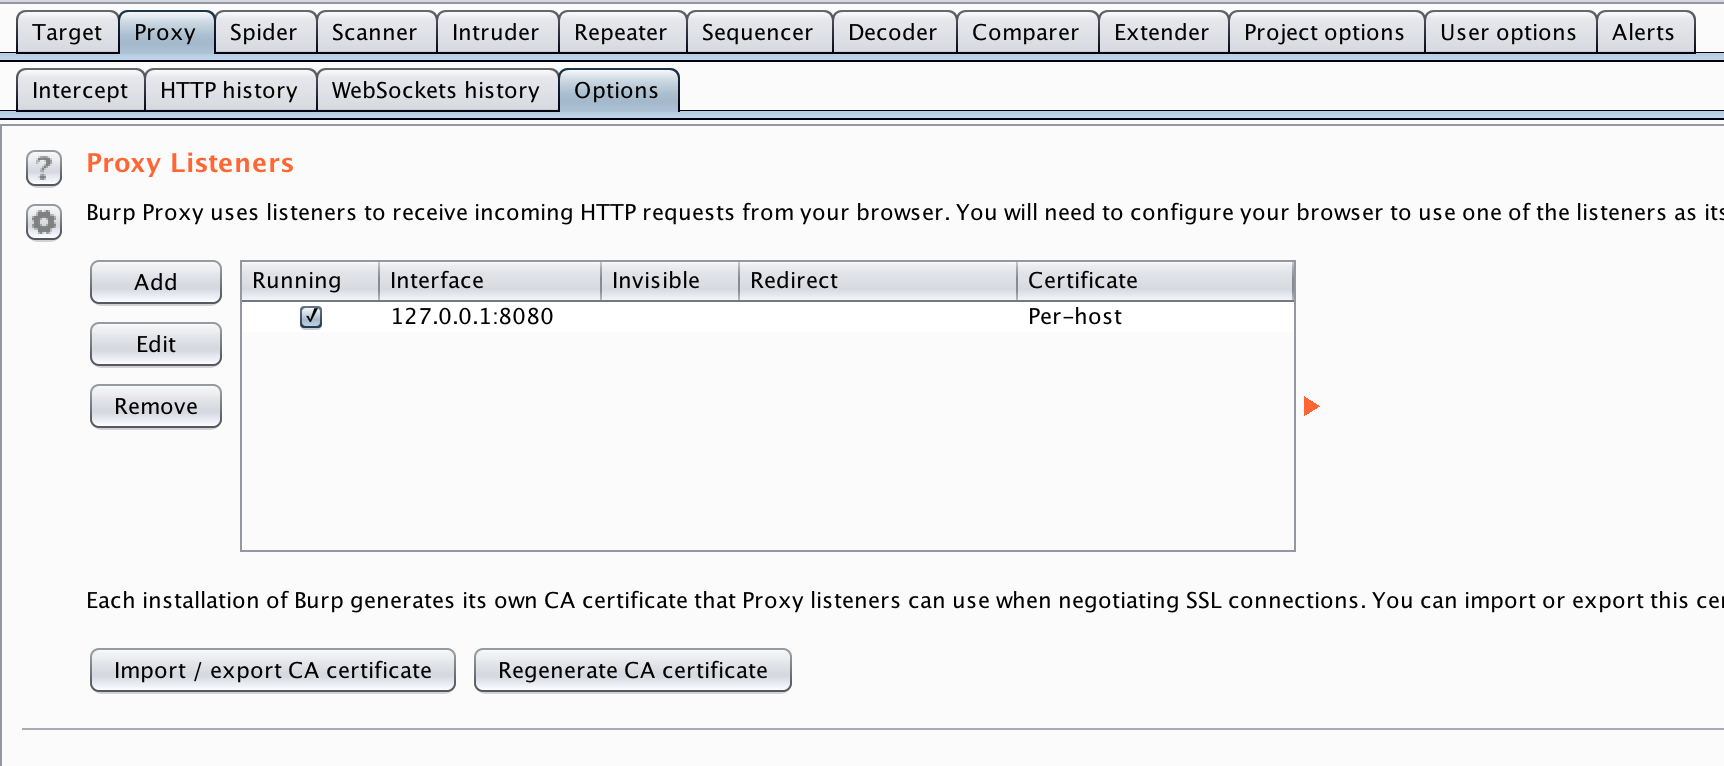 Target Proxy Spider Scanner Intruder Repeater Sequencer Decoder Comparer Extender Project options User options Alerts
Intercept HTTP history WebSockets history Options
? Proxy Listeners
Burp Proxy uses listeners to receive incoming HTTP requests from your browser. You will need to configure your browser to use one of the listeners as its
Add
Edit
Remove
Running Interface Invisible Redirect Certificate
127.0.0.1:8080 Per-host
Each installation of Burp generates its own CA certificate that Proxy listeners can use when negotiating SSL connections. You can import or export this cer
Import / export CA certificate Regenerate CA certificate